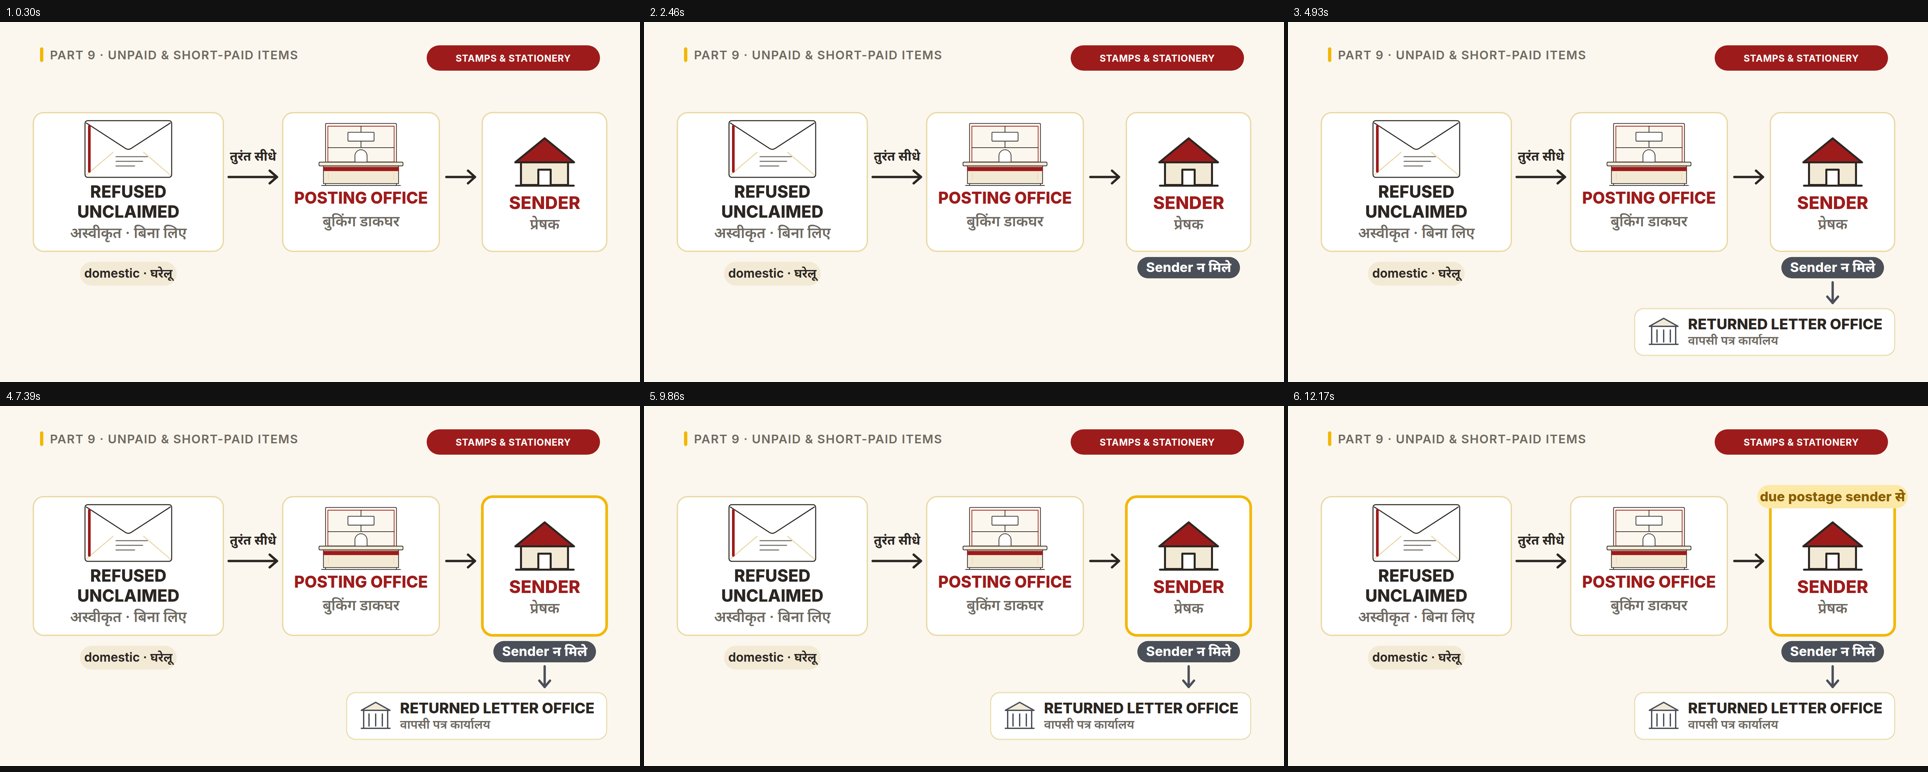 1. 0.30s
PART 9 · UNPAID & SHORT-PAID ITEMS
STAMPS & STATIONERY
REFUSED
UNCLAIMED
अस्वीकृत · बिना लिए
domestic · घरेलू
तुरंत सीधे
POSTING OFFICE
बुकिंग डाकघर
SENDER
प्रेषक
2. 2.46s
PART 9 · UNPAID & SHORT-PAID ITEMS
STAMPS & STATIONERY
REFUSED
UNCLAIMED
अस्वीकृत · बिना लिए
domestic · घरेलू
तुरंत सीधे
POSTING OFFICE
बुकिंग डाकघर
SENDER
प्रेषक
Sender न मिले
3. 4.93s
PART 9 · UNPAID & SHORT-PAID ITEMS
STAMPS & STATIONERY
REFUSED
UNCLAIMED
अस्वीकृत · बिना लिए
domestic · घरेलू
तुरंत सीधे
POSTING OFFICE
बुकिंग डाकघर
SENDER
प्रेषक
Sender न मिले
RETURNED LETTER OFFICE
वापसी पत्र कार्यालय
4. 7.39s
PART 9 · UNPAID & SHORT-PAID ITEMS
STAMPS & STATIONERY
REFUSED
UNCLAIMED
अस्वीकृत · बिना लिए
domestic · घरेलू
तुरंत सीधे
POSTING OFFICE
बुकिंग डाकघर
SENDER
प्रेषक
Sender न मिले
RETURNED LETTER OFFICE
वापसी पत्र कार्यालय
5. 9.86s
PART 9 · UNPAID & SHORT-PAID ITEMS
STAMPS & STATIONERY
REFUSED
UNCLAIMED
अस्वीकृत · बिना लिए
domestic · घरेलू
तुरंत सीधे
POSTING OFFICE
बुकिंग डाकघर
SENDER
प्रेषक
Sender न मिले
RETURNED LETTER OFFICE
वापसी पत्र कार्यालय
6. 12.17s
PART 9 · UNPAID & SHORT-PAID ITEMS
STAMPS & STATIONERY
REFUSED
UNCLAIMED
अस्वीकृत · बिना लिए
domestic · घरेलू
तुरंत सीधे
POSTING OFFICE
बुकिंग डाकघर
due postage sender से
SENDER
प्रेषक
Sender न मिले
RETURNED LETTER OFFICE
वापसी पत्र कार्यालय